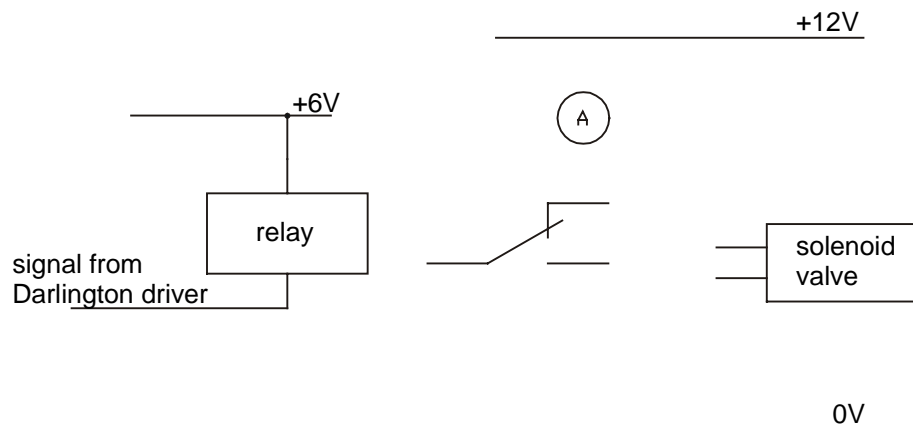 +12V
+6V
A
relay
signal from
Darlington driver
solenoid
valve
0V